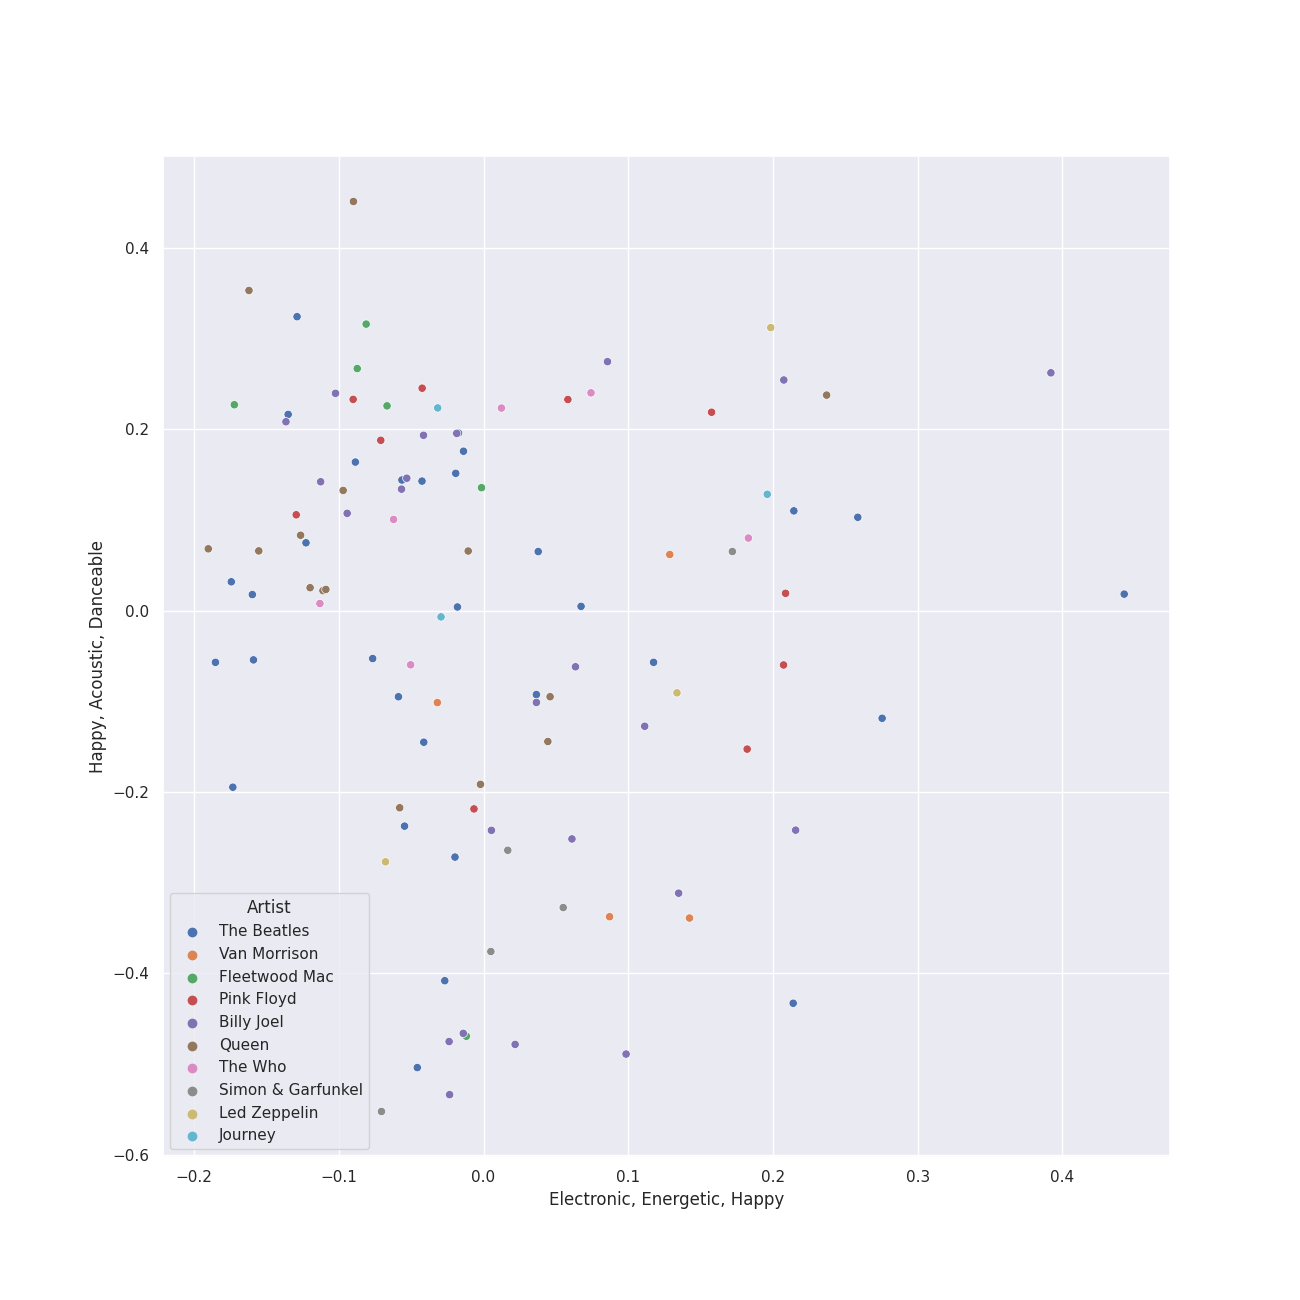 0.4
0.2
0.0
−0.2
−0.4
−0.6
Happy, Acoustic, Danceable
Artist
The Beatles
Van Morrison
Fleetwood Mac
Pink Floyd
Billy Joel
Queen
The Who
Simon & Garfunkel
Led Zeppelin
Journey
−0.2 −0.1 0.0 0.1 0.2 0.3 0.4
Electronic, Energetic, Happy